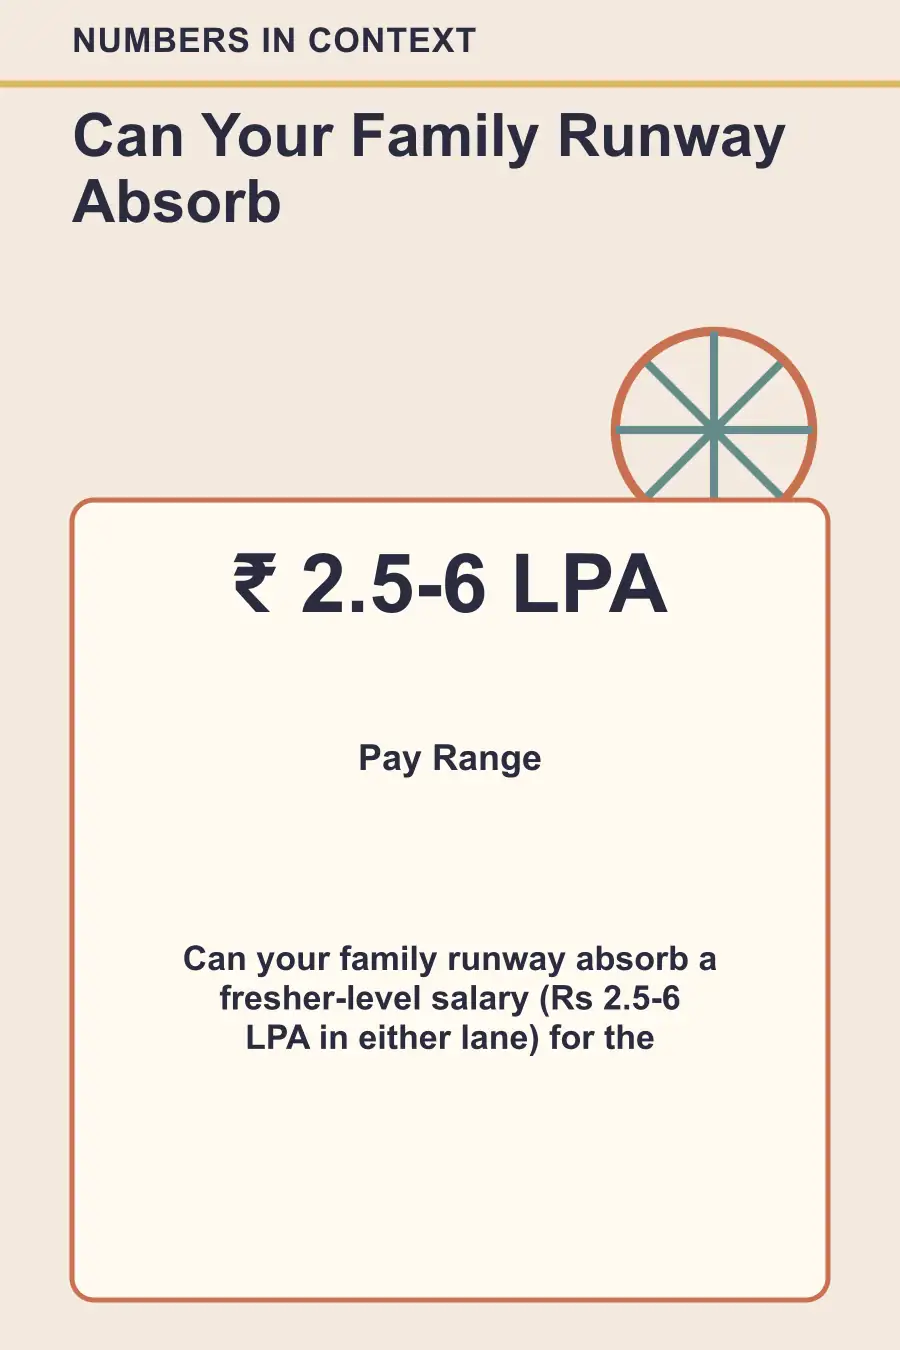 NUMBERS IN CONTEXT
Can Your Family Runway
Absorb
₹ 2.5-6 LPA
Pay Range
Can your family runway absorb a
fresher-level salary (Rs 2.5-6
LPA in either lane) for the